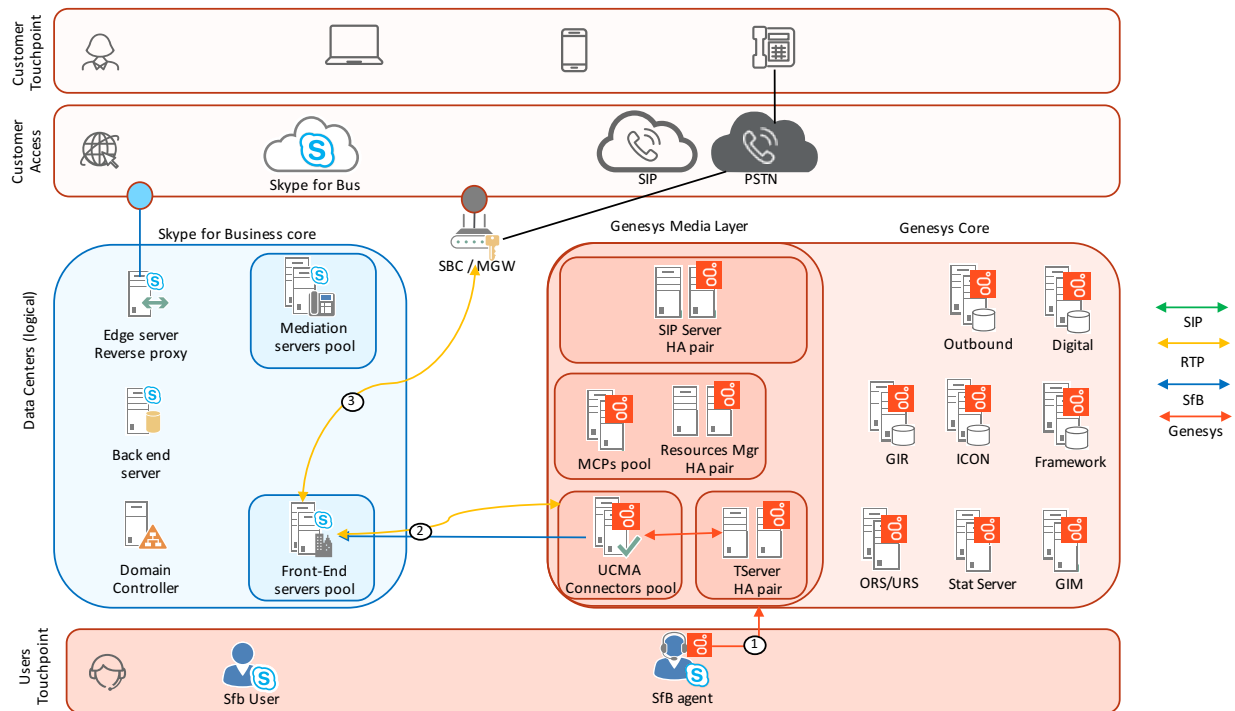 Customer
Touchpoint
Customer
Access
Skype for Bus
SIP
PSTN
Data Centers (logical)
Skype for Business core
SBC / MGW
Genesys Media Layer
Genesys Core
Edge server
Reverse proxy
Mediation
servers pool
SIP Server
HA pair
Outbound
Digital
SIP
RTP
SfB
Genesys
3
Back end
server
MCPs pool
Resources Mgr
HA pair
GIR
ICON
Framework
2
Domain
Controller
Front-End
servers pool
UCMA
Connectors pool
TServer
HA pair
ORS/URS
Stat Server
GIM
Users
Touchpoint
1
Sfb User
SfB agent